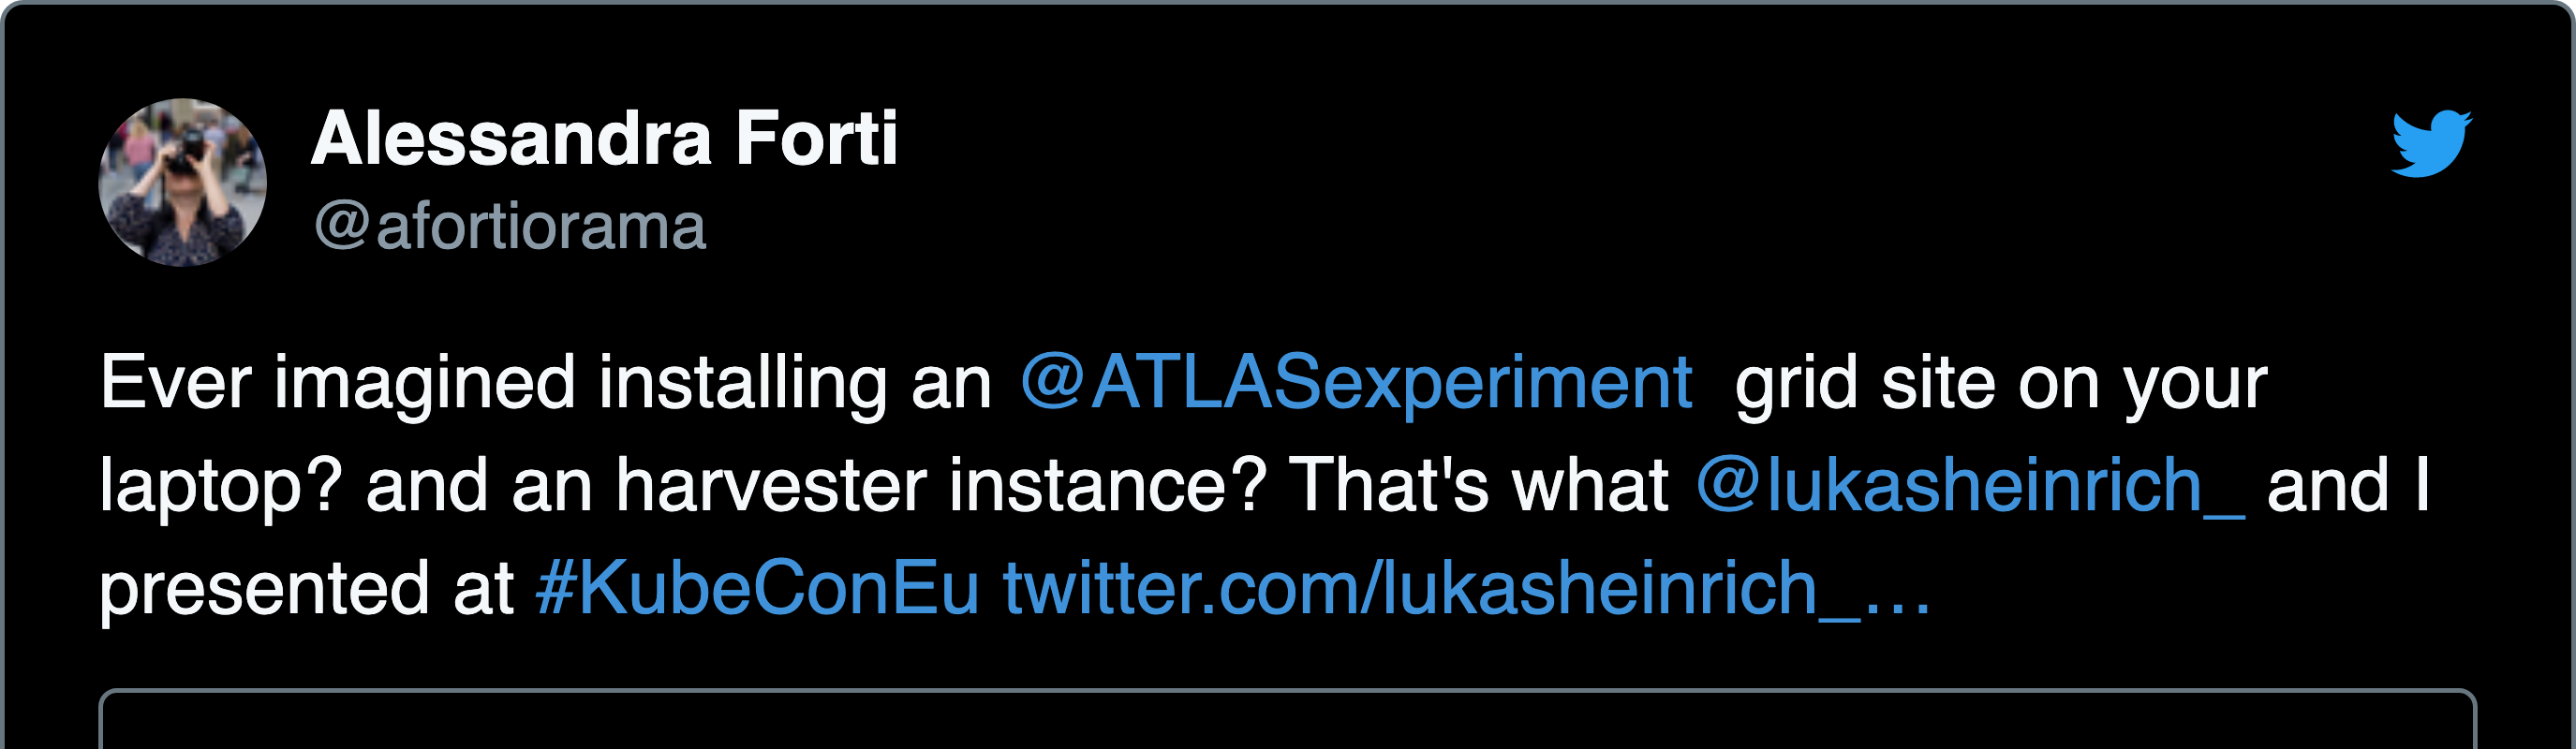 Alessandra Forti
@afortiorama
Ever imagined installing an @ATLASexperiment grid site on your
laptop? and an harvester instance? That's what @lukasheinrich_ and I
presented at #KubeConEu twitter.com/lukasheinrich_…